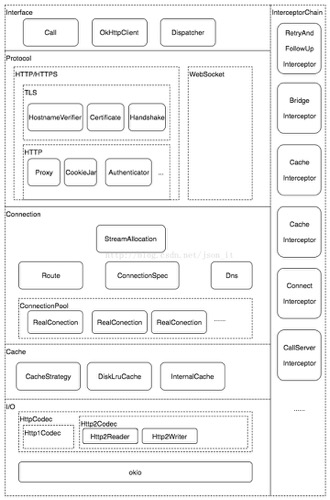 Interface
Call
OkHttpClient
Dispatcher
Protocol
HTTP/HTTPS
TLS
HostnameVerifier
Certificate
Handshake
HTTP
Proxy
CookieJar
Authenticator
...
WebSocket
Connection
StreamAllocation
Route
ConnectionSpec
Dns
ConnectionPool
RealConection
RealConection
RealConection
......
Cache
CacheStrategy
DiskLruCache
InternalCache
I/O
HttpCodec
Http1Codec
Http2Codec
Http2Reader
Http2Writer
okio
InterceptorChain
RetryAnd
FollowUp
Interceptor
Bridge
Interceptor
Cache
Interceptor
Cache
Interceptor
Connect
Interceptor
CallServer
Interceptor
......